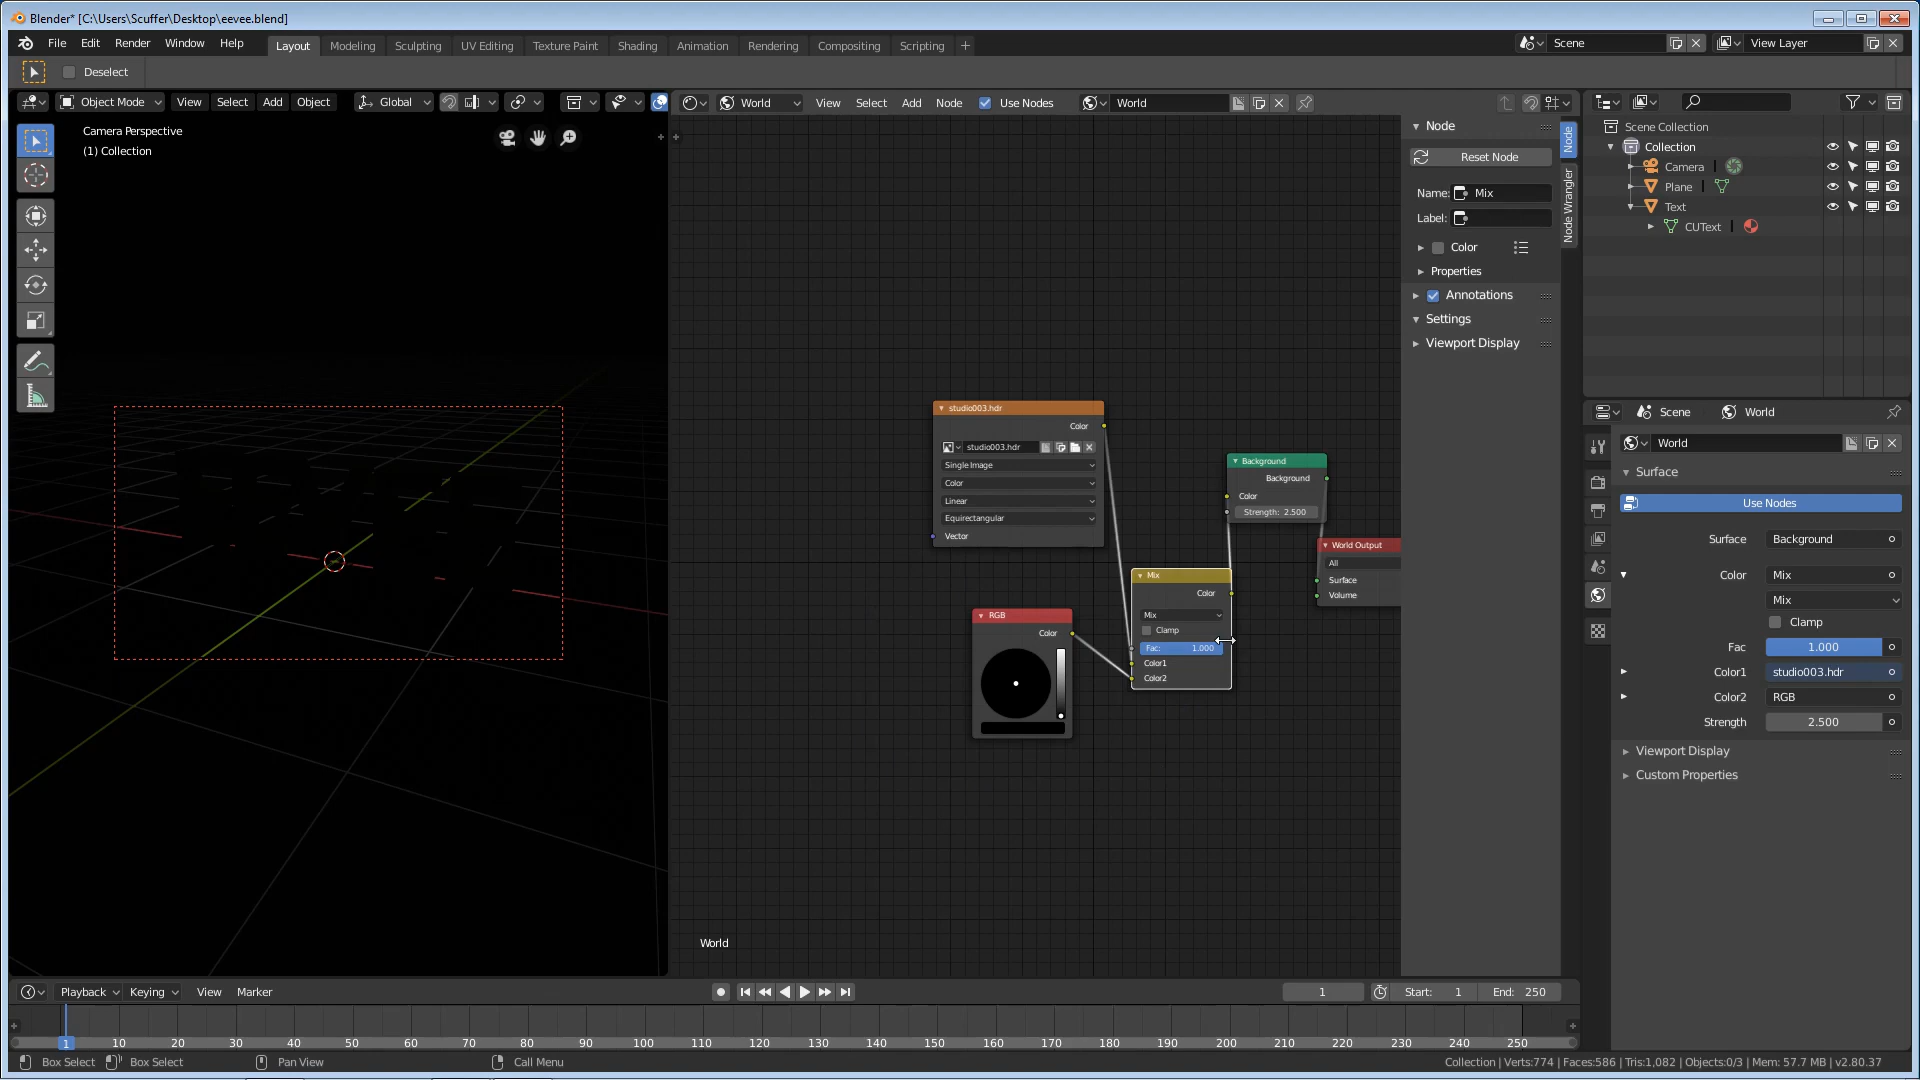 Blender* [C:\Users\Scuffer\Desktop\eevee.blend]
File Edit Render Window Help
Layout Modeling Sculpting UV Editing Texture Paint Shading Animation Rendering Compositing Scripting
Scene
View Layer
Deselect
Object Mode View Select Add Object Global
World View Select Add Node Use Nodes World
Camera Perspective
(1) Collection
Node
Reset Node
Name: Mix
Label:
Color
Properties
Annotations
Settings
Viewport Display
Node
Node Wrangler
Scene Collection
Collection
Camera
Plane
Text
CUText
studio003.hdr
Color
studio003.hdr
Single Image
Color
Linear
Equirectangular
Vector
Background
Background
Color
Strength: 2.500
World Output
All
Surface
Volume
Mix
Color
Mix
Clamp
Fac: 1.000
Color1
Color2
RGB
Color
World
Scene World
World
Surface
Use Nodes
Surface Background
Color Mix
Mix
Clamp
Fac 1.000
Color1 studio003.hdr
Color2 RGB
Strength 2.500
Viewport Display
Custom Properties
Playback Keying View Marker
1 Start: 1 End: 250
1 10 20 30 40 50 60 70 80 90 100 110 120 130 140 150 160 170 180 190 200 210 220 230 240 250
Box Select Box Select Pan View Call Menu
Collection | Verts:774 | Faces:586 | Tris:1,082 | Objects:0/3 | Mem: 57.7 MB | v2.80.37